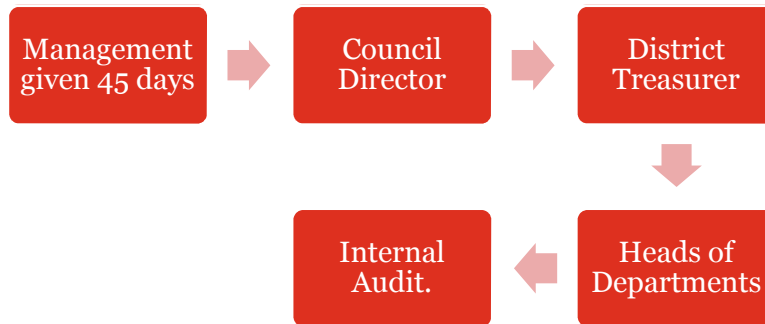 Management
given 45 days
Council
Director
District
Treasurer
Heads of
Departments
Internal
Audit.